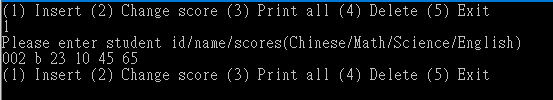 (1) Insert (2) Change score (3) Print all (4) Delete (5) Exit
1
Please enter student id/name/scores(Chinese/Math/Science/English)
002 b 23 10 45 65
(1) Insert (2) Change score (3) Print all (4) Delete (5) Exit